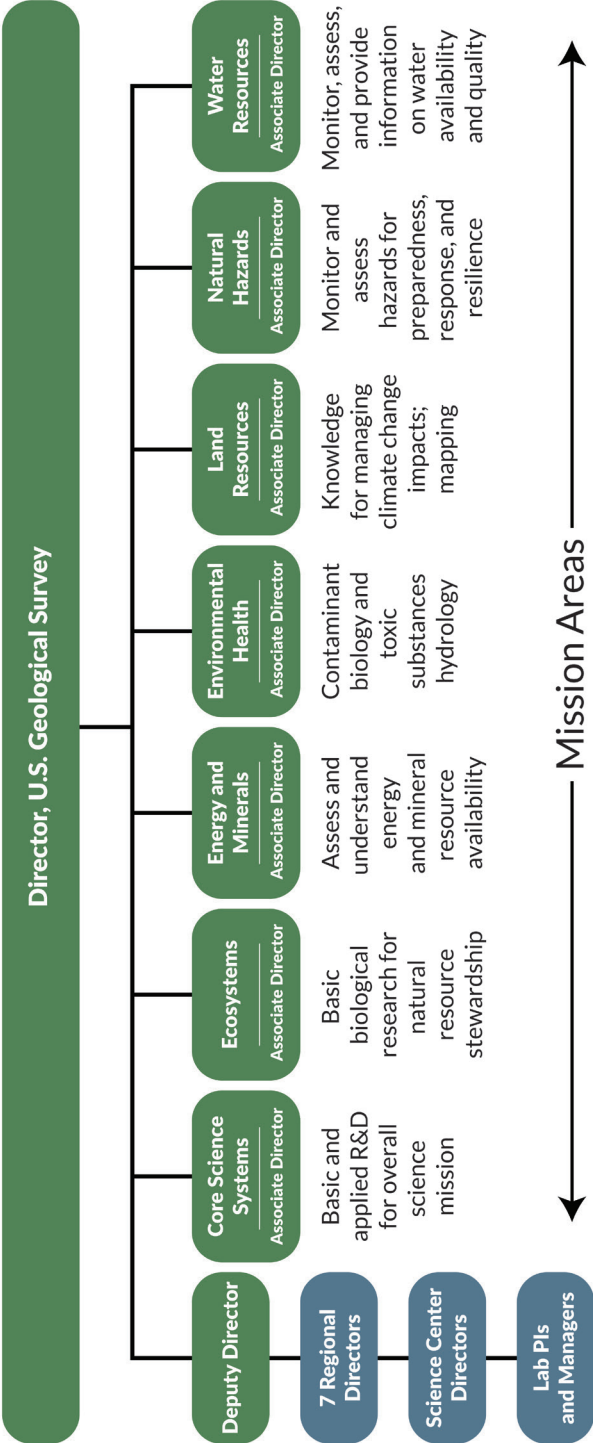 Director, U.S. Geological Survey
Deputy Director
7 Regional
Directors
Science Center
Directors
Lab PIs
and Managers
Core Science
Systems
Associate Director
Basic and
applied R&D
for overall
science
mission
Ecosystems
Associate Director
Basic
biological
research for
natural
resource
stewardship
Energy and
Minerals
Associate Director
Assess and
understand
energy
and mineral
resource
availability
Environmental
Health
Associate Director
Contaminant
biology and
toxic
substances
hydrology
Land
Resources
Associate Director
Knowledge
for managing
climate change
impacts;
mapping
Natural
Hazards
Associate Director
Monitor and
assess
hazards for
preparedness,
response, and
resilience
Water
Resources
Associate Director
Monitor, assess,
and provide
information
on water
availability
and quality
Mission Areas